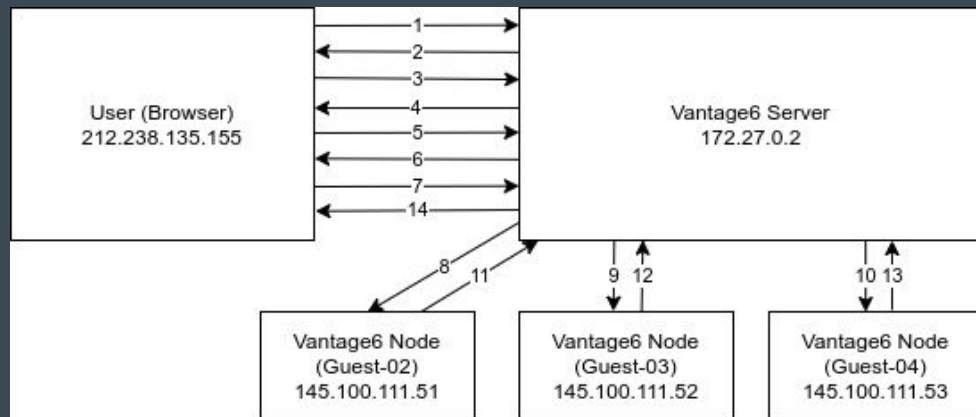 1
2
3
4
5
6
7
14
User (Browser)
212.238.135.155
Vantage6 Server
172.27.0.2
8
11
9
12
10
13
Vantage6 Node
(Guest-02)
145.100.111.51
Vantage6 Node
(Guest-03)
145.100.111.52
Vantage6 Node
(Guest-04)
145.100.111.53